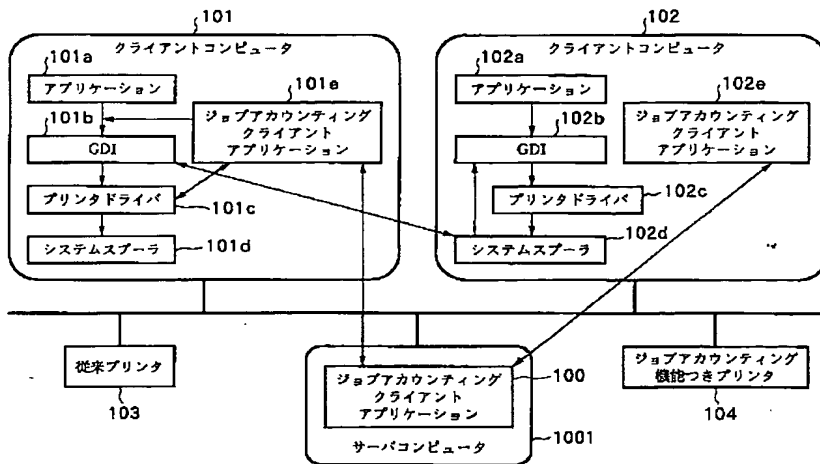 101
クライアントコンピュータ
101a
アプリケーション
101b
GDI
101e
ジョブアカウンティング
クライアント
アプリケーション
プリンタドライバ
101c
システムスプーラ
101d
102
クライアントコンピュータ
102a
アプリケーション
102b
GDI
102e
ジョブアカウンティング
クライアント
アプリケーション
プリンタドライバ
102c
システムスプーラ
102d
従来プリンタ
103
ジョブアカウンティング
クライアント
アプリケーション
100
サーバコンピュータ
1001
ジョブアカウンティング
機能つきプリンタ
104